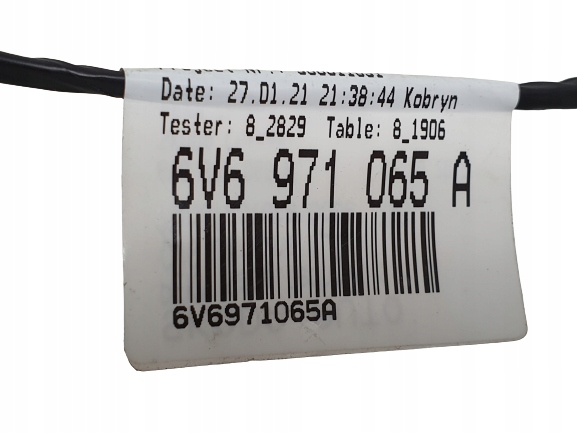 Date: 27.01.21 21:38:44 Kobryn
Tester: 8_2829 Table: 8_1906
6V6 971 065 A
6V6971065A